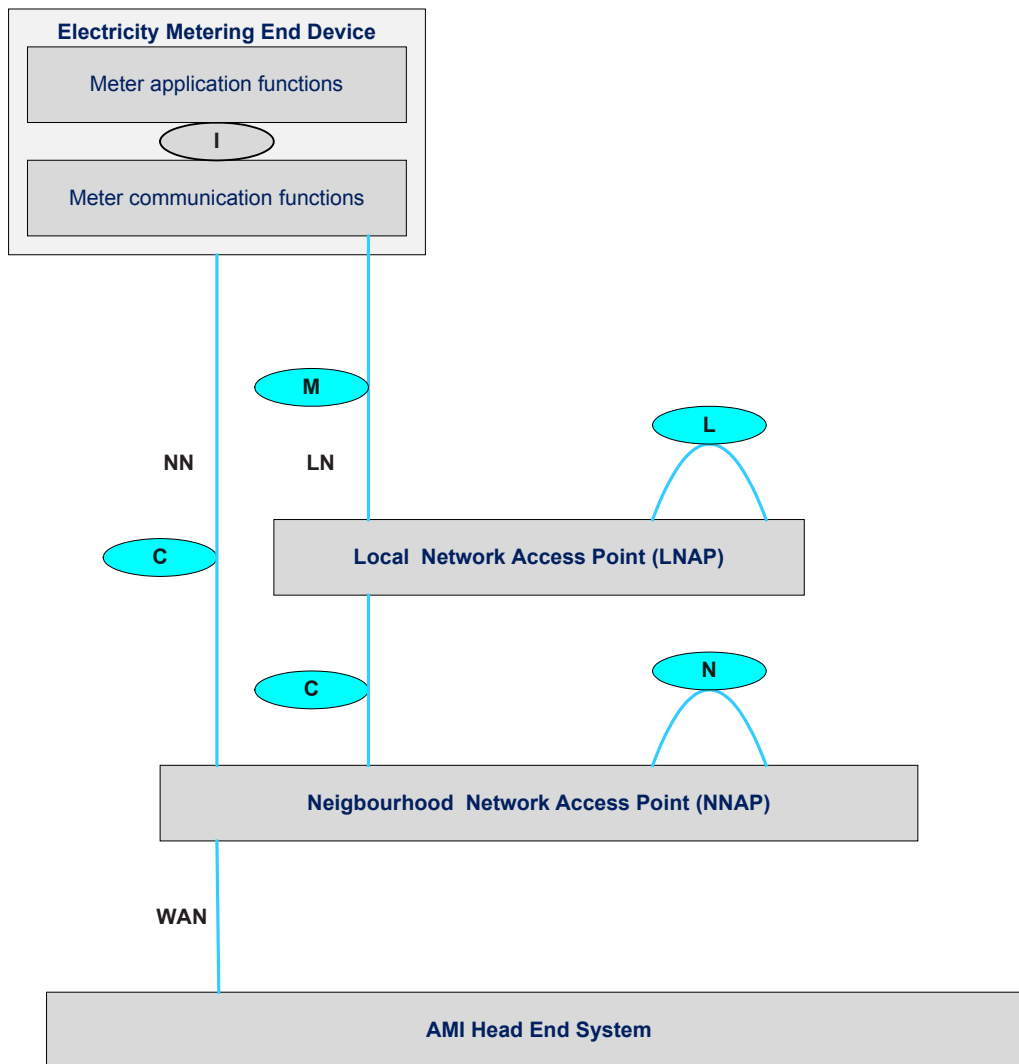 Electricity Metering End Device
Meter application functions
I
Meter communication functions
M
L
NN
LN
C
Local Network Access Point (LNAP)
C
N
Neigbourhood Network Access Point (NNAP)
WAN
AMI Head End System